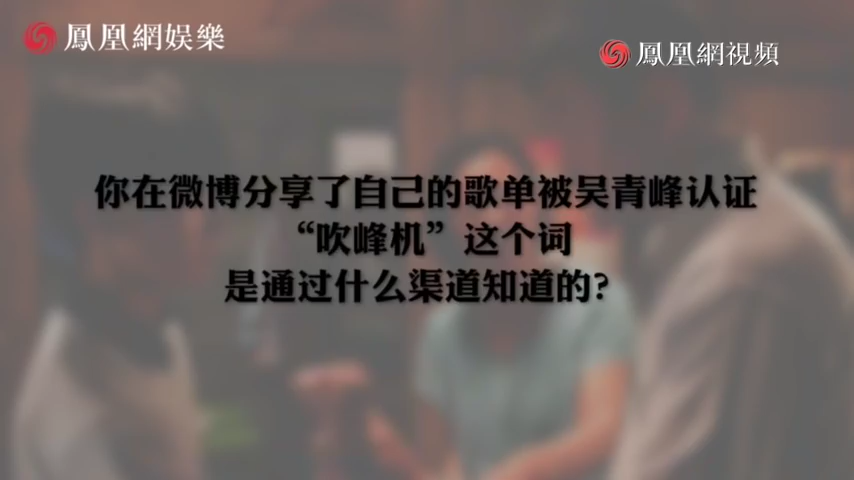 鳳凰網娛樂
鳳凰網視頻
你在微博分享了自己的歌单被吴青峰认证
“吹峰机”这个词
是通过什么渠道知道的?